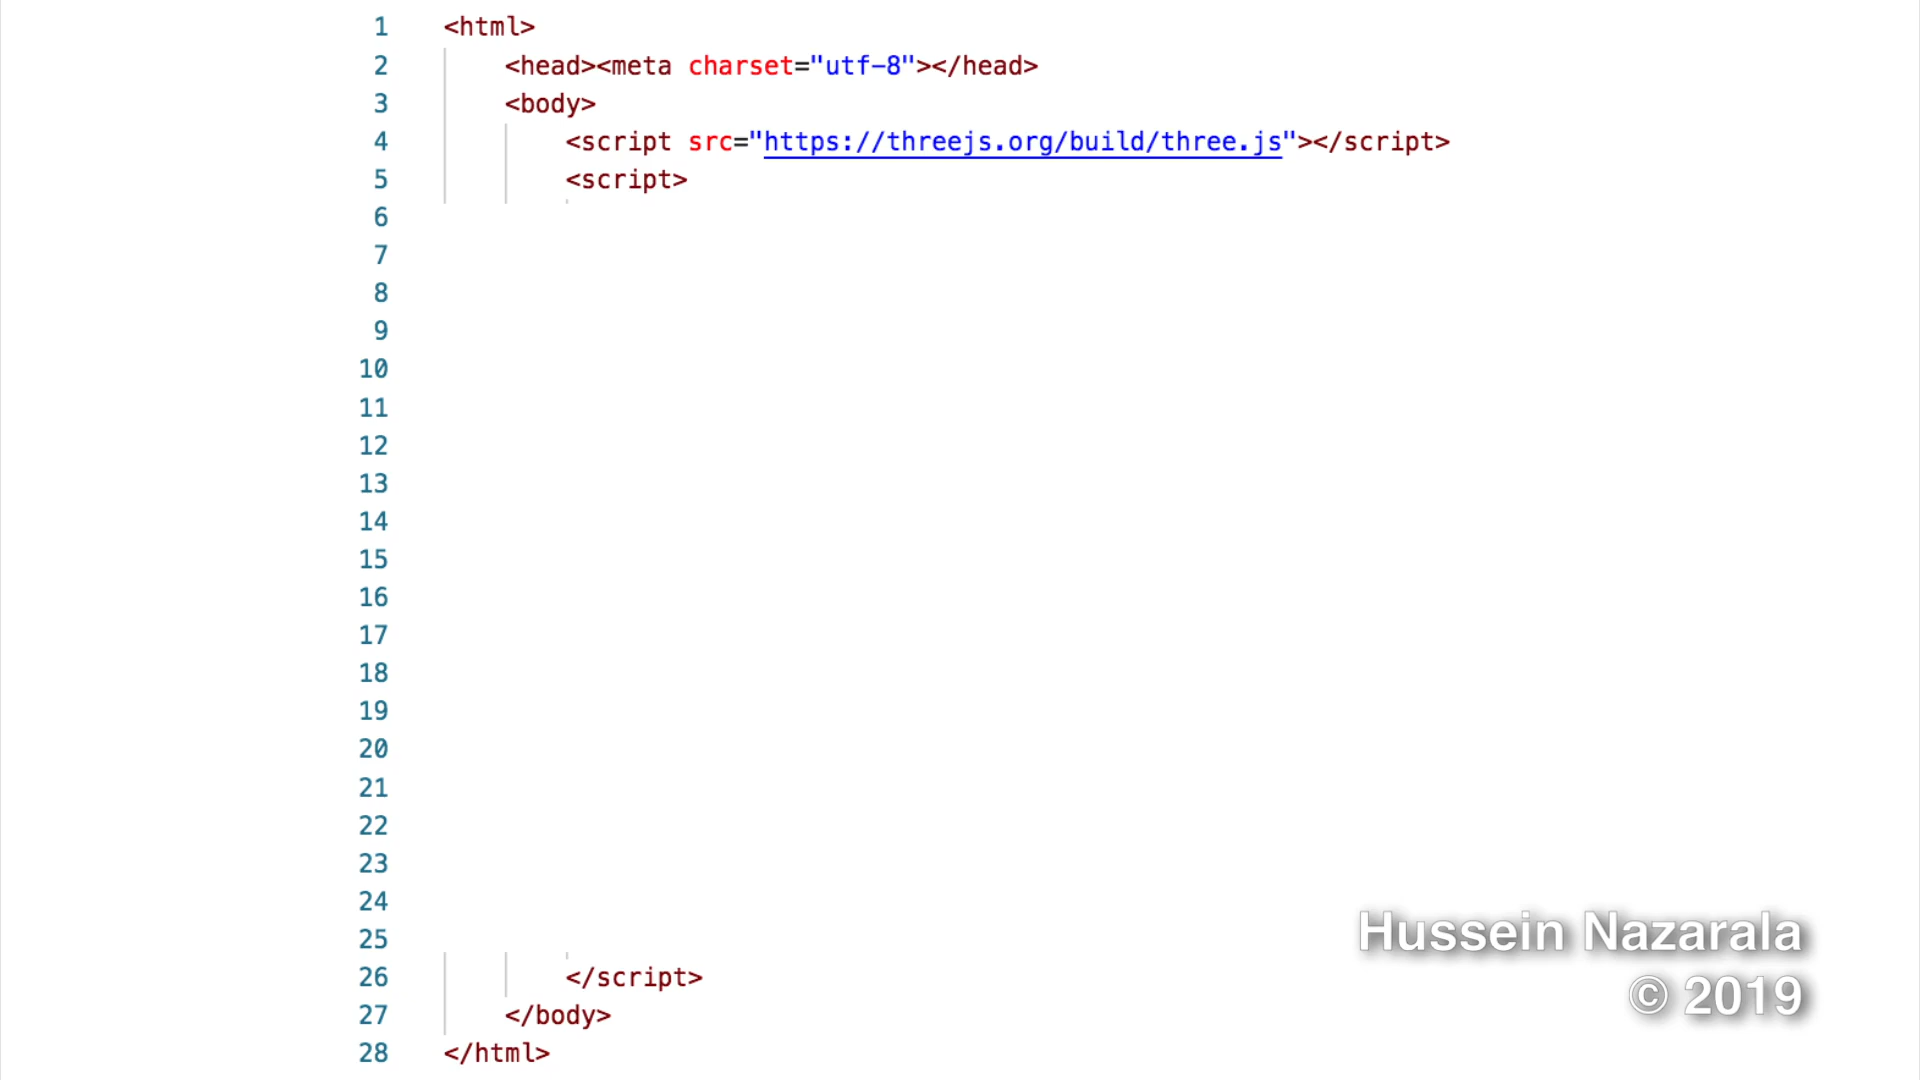 1 <html>
2 <head><meta charset="utf-8"></head>
3 <body>
4 <script src="https://threejs.org/build/three.js"></script>
5 <script>
6
7
8
9
10
11
12
13
14
15
16
17
18
19
20
21
22
23
24
25
26 </script>
27 </body>
28 </html>
Hussein Nazarala
© 2019